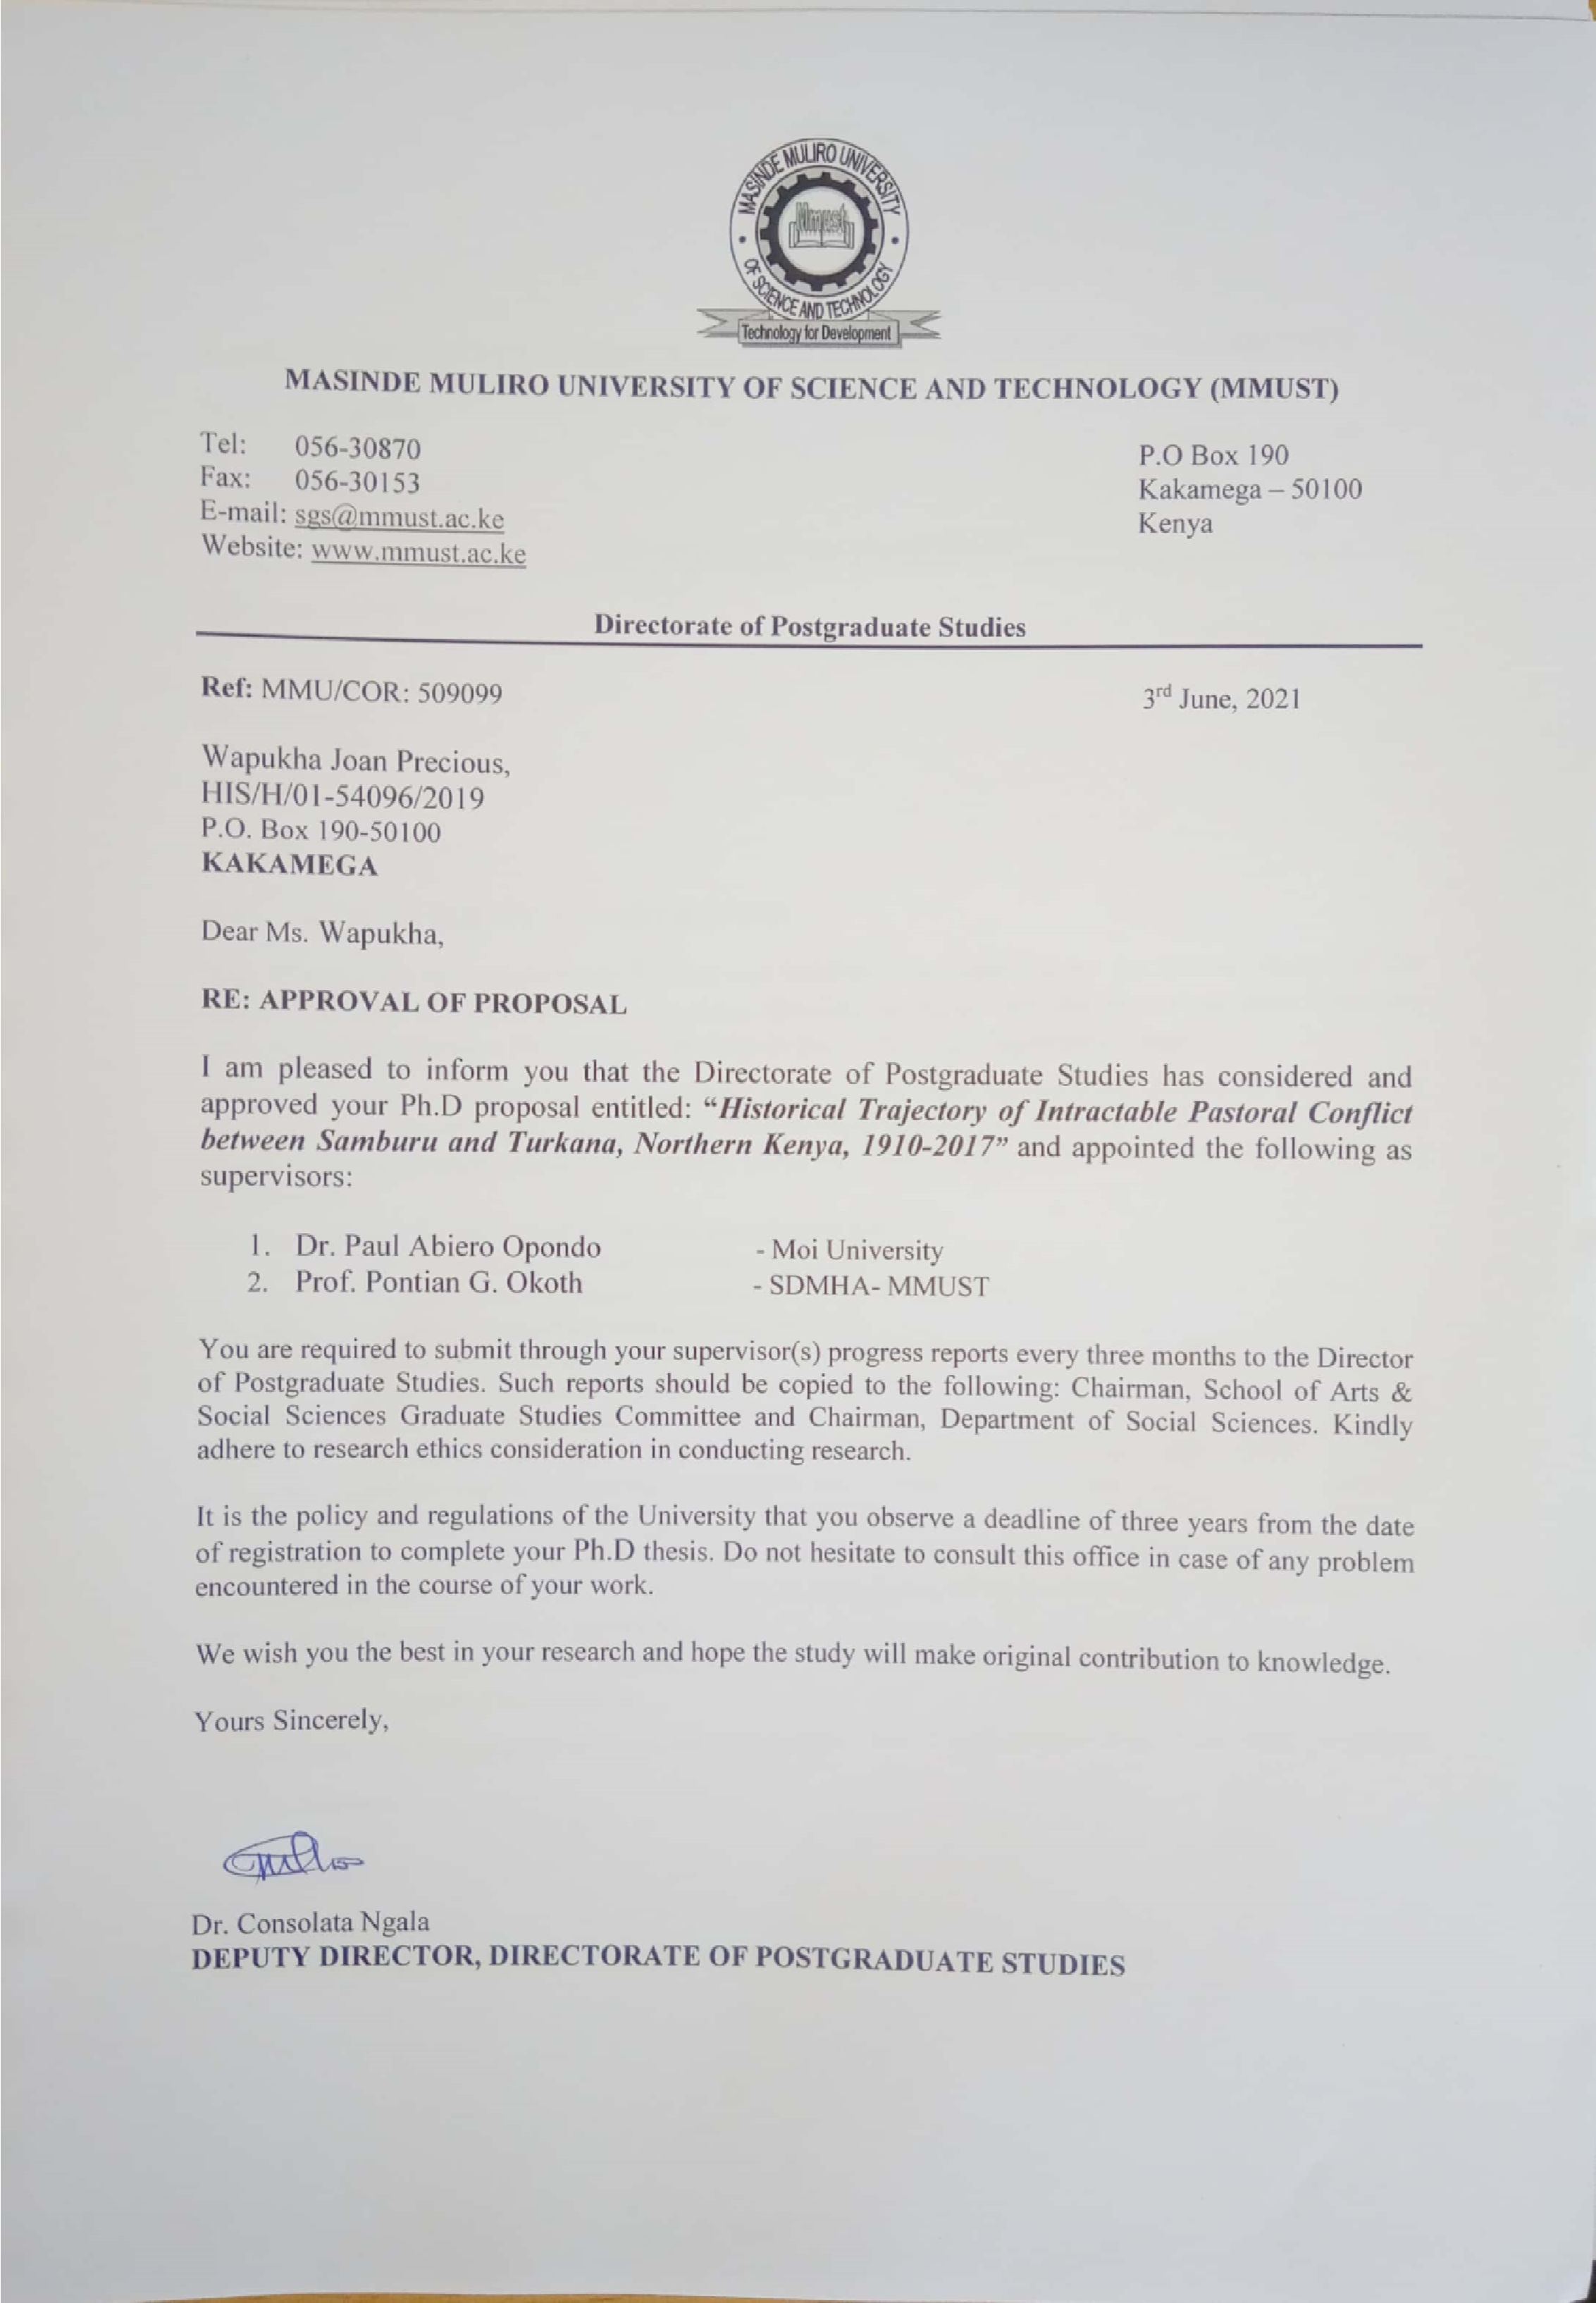 MASINDE MULIRO UNIVERSITY
Mmust
OF SCIENCE AND TECHNOLOGY
Technology for Development
MASINDE MULIRO UNIVERSITY OF SCIENCE AND TECHNOLOGY (MMUST)
Tel: 056-30870
Fax: 056-30153
E-mail: sgs@mmust.ac.ke
Website: www.mmust.ac.ke
P.O Box 190
Kakamega – 50100
Kenya
Directorate of Postgraduate Studies
Ref: MMU/COR: 509099
3rd June, 2021
Wapukha Joan Precious,
HIS/H/01-54096/2019
P.O. Box 190-50100
KAKAMEGA
Dear Ms. Wapukha,
RE: APPROVAL OF PROPOSAL
I am pleased to inform you that the Directorate of Postgraduate Studies has considered and
approved your Ph.D proposal entitled: “Historical Trajectory of Intractable Pastoral Conflict
between Samburu and Turkana, Northern Kenya, 1910-2017” and appointed the following as
supervisors:
1. Dr. Paul Abiero Opondo - Moi University
2. Prof. Pontian G. Okoth - SDMHA- MMUST
You are required to submit through your supervisor(s) progress reports every three months to the Director
of Postgraduate Studies. Such reports should be copied to the following: Chairman, School of Arts &
Social Sciences Graduate Studies Committee and Chairman, Department of Social Sciences. Kindly
adhere to research ethics consideration in conducting research.
It is the policy and regulations of the University that you observe a deadline of three years from the date
of registration to complete your Ph.D thesis. Do not hesitate to consult this office in case of any problem
encountered in the course of your work.
We wish you the best in your research and hope the study will make original contribution to knowledge.
Yours Sincerely,
Dr. Consolata Ngala
DEPUTY DIRECTOR, DIRECTORATE OF POSTGRADUATE STUDIES